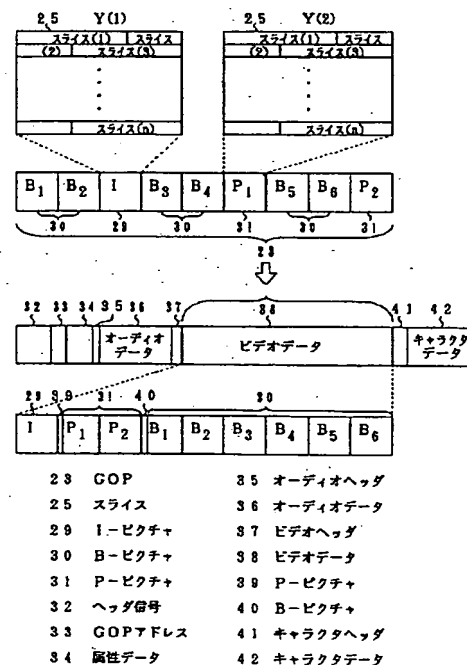 25 Y(1)
スライス(1) スライス
(2) スライス(3)
スライス(n)
25 Y(2)
スライス(1) スライス
(2) スライス(3)
スライス(n)
B1 B2 I B3 B4 P1 B5 B6 P2
30 29 30 31 30 31
23
32 33 34 35 36 37 38 41 42
オーディオデータ ビデオデータ キャラクタデータ
29 39 31 40 30
I P1 P2 B1 B2 B3 B4 B5 B6
23 GOP
25 スライス
29 I-ピクチャ
30 B-ピクチャ
31 P-ピクチャ
32 ヘッダ信号
33 GOPアドレス
34 属性データ
35 オーディオヘッダ
36 オーディオデータ
37 ビデオヘッダ
38 ビデオデータ
39 P-ピクチャ
40 B-ピクチャ
41 キャラクタヘッダ
42 キャラクタデータ